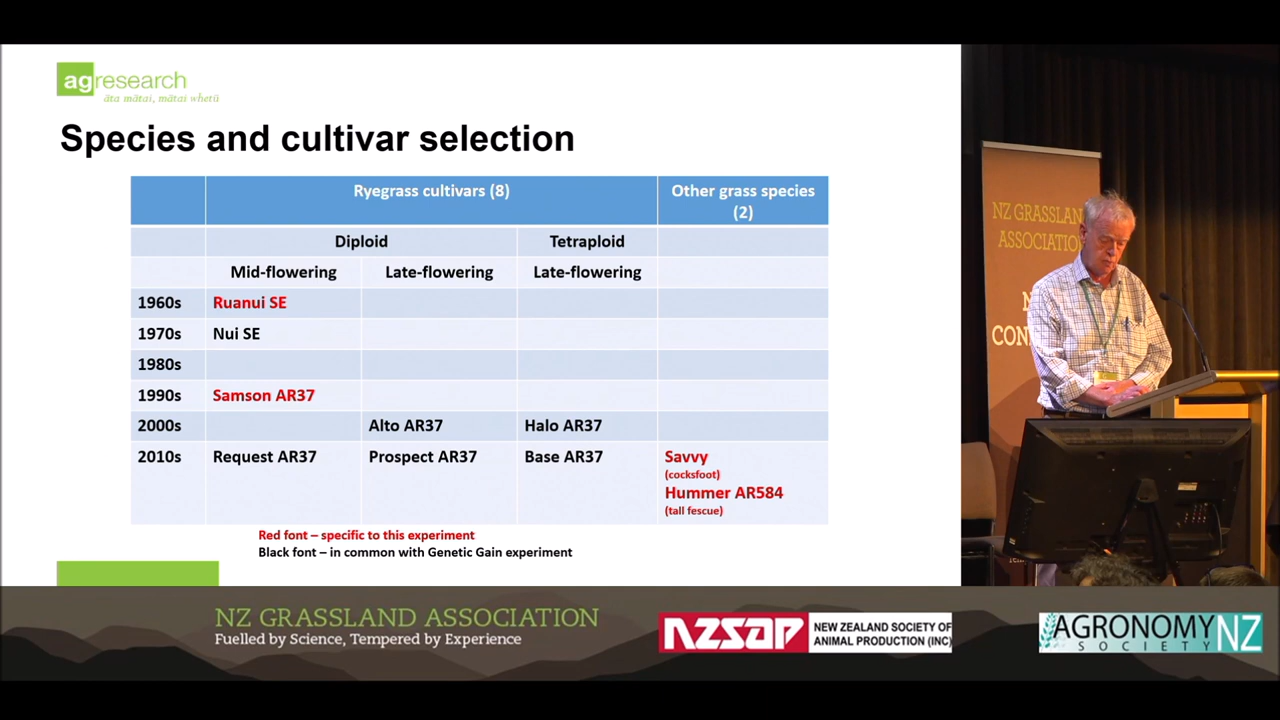 agresearch
āta mātai, mātai whetū
Species and cultivar selection
Ryegrass cultivars (8)
Other grass species
(2)
Diploid
Tetraploid
Mid-flowering
Late-flowering
Late-flowering
1960s
Ruanui SE
1970s
Nui SE
1980s
1990s
Samson AR37
2000s
Alto AR37
Halo AR37
2010s
Request AR37
Prospect AR37
Base AR37
Savvy
(cocksfoot)
Hummer AR584
(tall fescue)
Red font – specific to this experiment
Black font – in common with Genetic Gain experiment
NZ GRASSLAN
ASSOCIATION
CON
NZ GRASSLAND ASSOCIATION
Fuelled by Science, Tempered by Experience
NZSAP
NEW ZEALAND SOCIETY OF
ANIMAL PRODUCTION (INC)
AGRONOMY NZ
SOCIETY